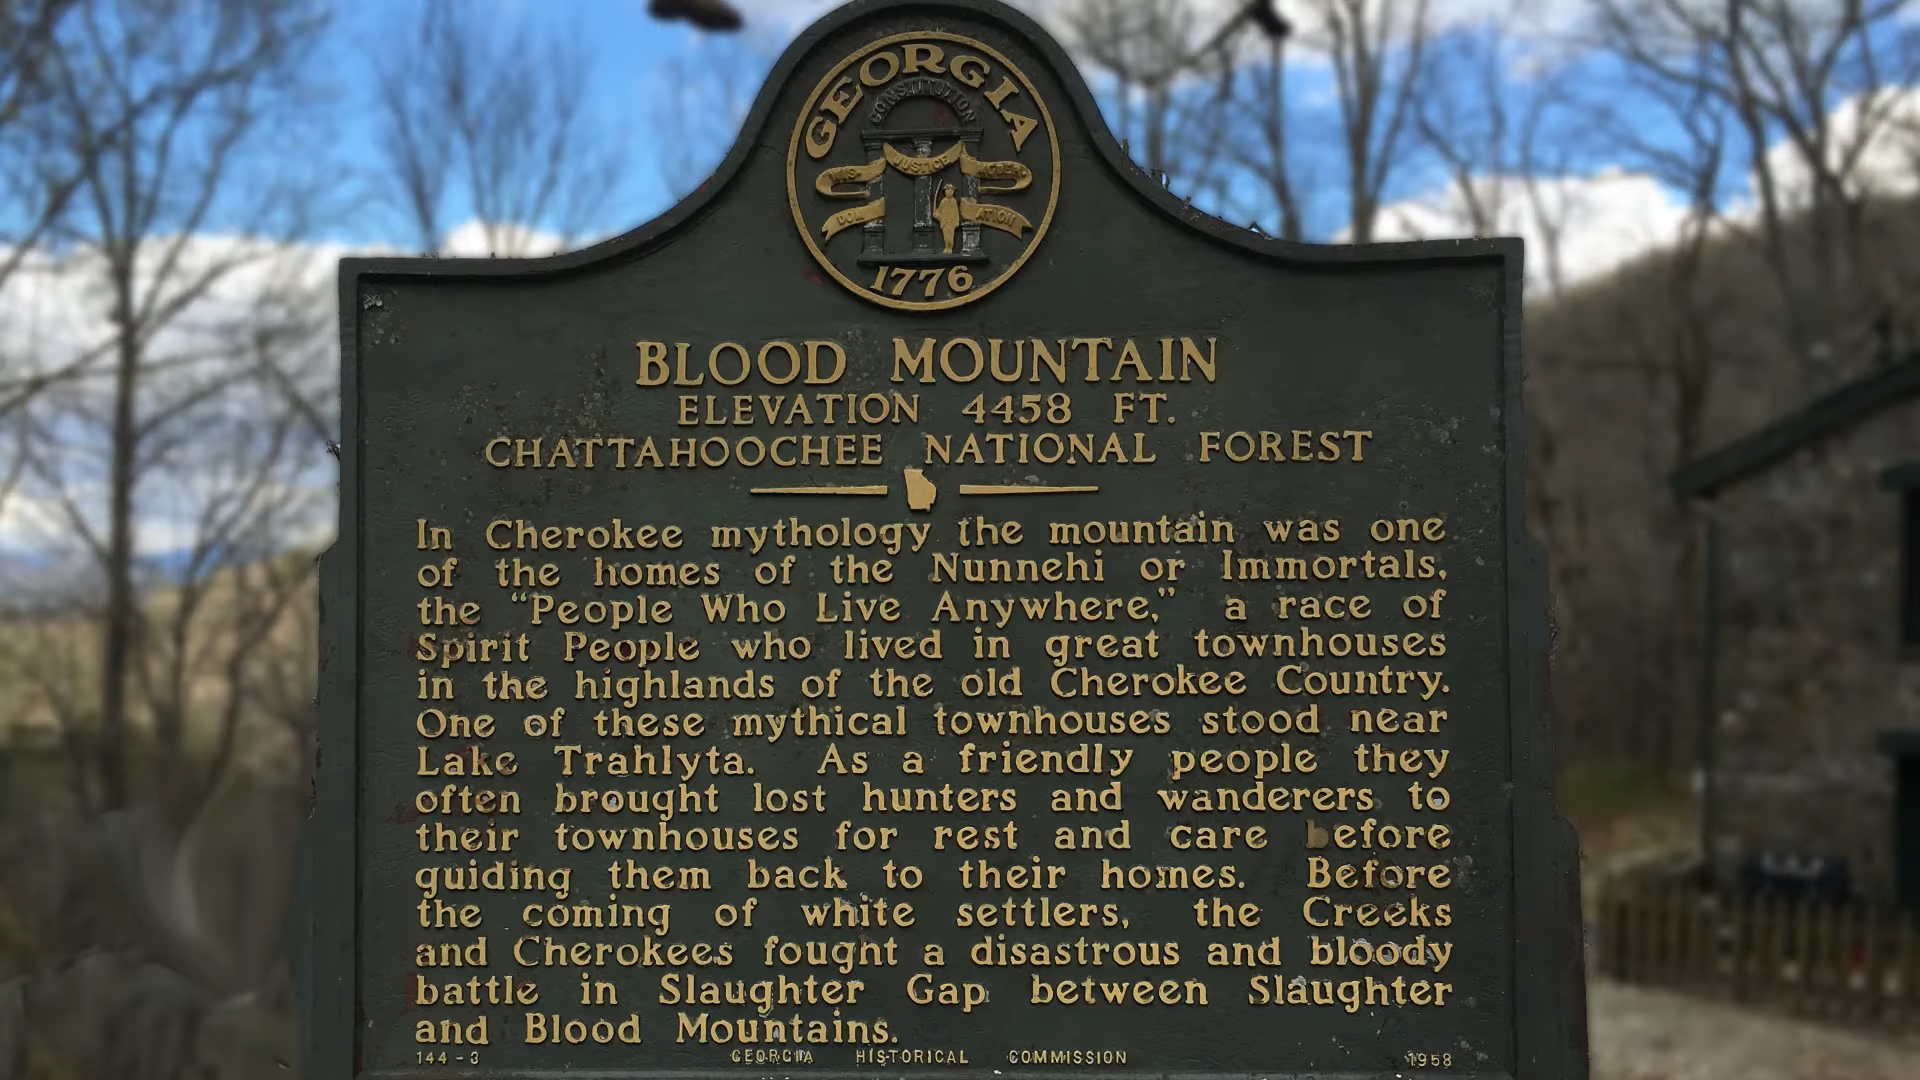 GEORGIA
CONSTITUTION
JUSTICE
WIS MODER
DOM ATION
1776
BLOOD MOUNTAIN
ELEVATION 4458 FT.
CHATTAHOOCHEE NATIONAL FOREST
In Cherokee mythology the mountain was one
of the homes of the Nunnehi or Immortals,
the “People Who Live Anywhere,” a race of
Spirit People who lived in great townhouses
in the highlands of the old Cherokee Country.
One of these mythical townhouses stood near
Lake Trahlyta. As a friendly people they
often brought lost hunters and wanderers to
their townhouses for rest and care before
guiding them back to their homes. Before
the coming of white settlers, the Creeks
and Cherokees fought a disastrous and bloody
battle in Slaughter Gap between Slaughter
and Blood Mountains.
144-3 GEORGIA HISTORICAL COMMISSION 1958